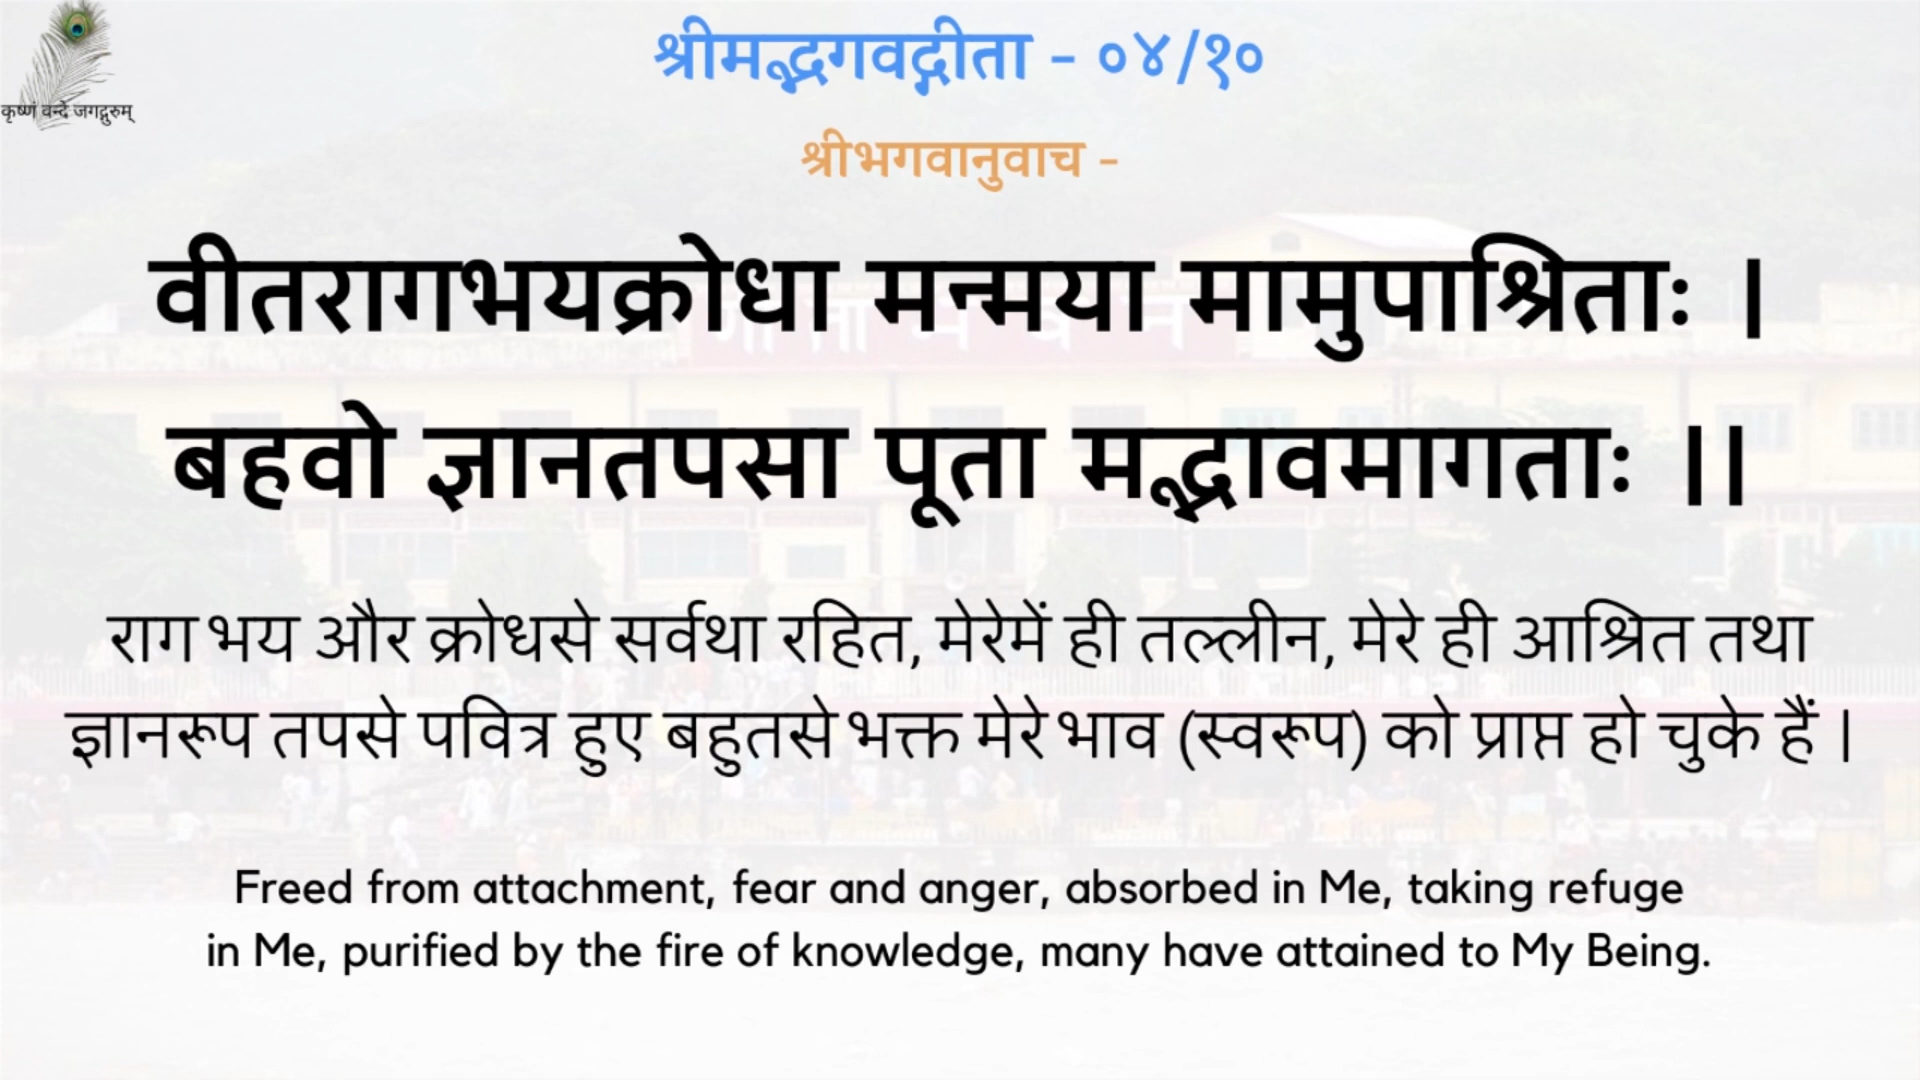 श्रीमद्भगवद्गीता - ०४/१०
कृष्णं वन्दे जगद्गुरुम्
श्रीभगवानुवाच -
वीतरागभयक्रोधा मन्मया मामुपाश्रिताः |
बहवो ज्ञानतपसा पूता मद्भावमागताः ||
राग भय और क्रोधसे सर्वथा रहित, मेरेमें ही तल्लीन, मेरे ही आश्रित तथा
ज्ञानरूप तपसे पवित्र हुए बहुतसे भक्त मेरे भाव (स्वरूप) को प्राप्त हो चुके हैं |
Freed from attachment, fear and anger, absorbed in Me, taking refuge
in Me, purified by the fire of knowledge, many have attained to My Being.